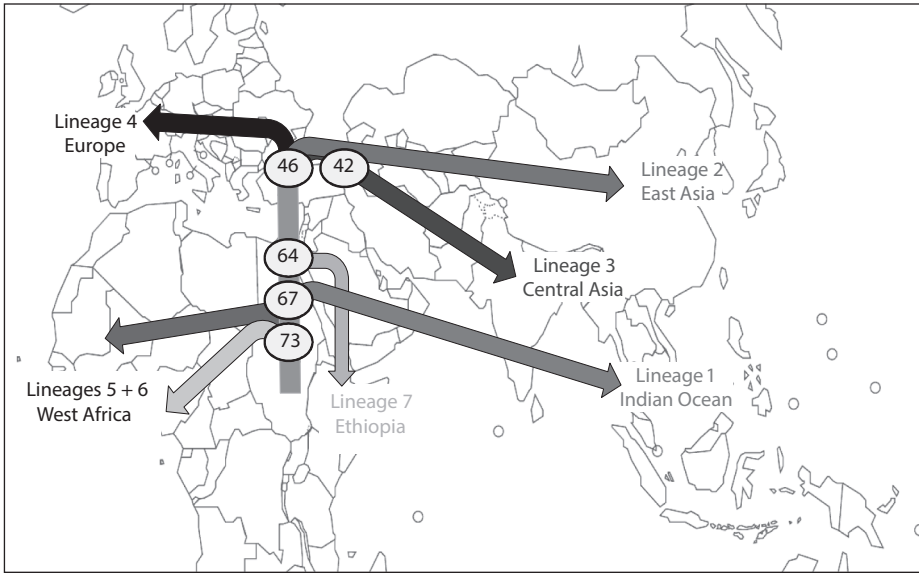 Lineage 4
Europe
46
42
Lineage 2
East Asia
64
Lineage 3
Central Asia
67
73
Lineages 5 + 6
West Africa
Lineage 7
Ethiopia
Lineage 1
Indian Ocean